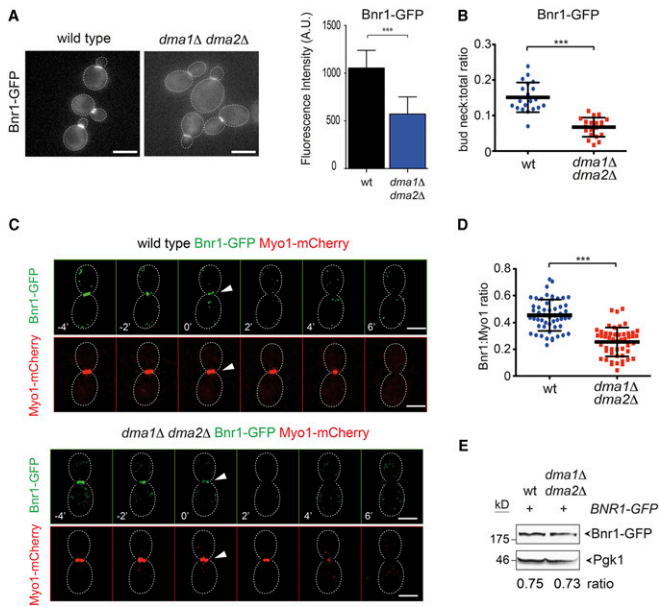 A
wild type
dma1Δ dma2Δ
Bnr1-GFP
Bnr1-GFP
***
Fluorescence Intensity (A.U.)
1500
1000
500
0
wt
dma1Δ
dma2Δ
B
Bnr1-GFP
***
bud neck:total ratio
0.3
0.2
0.1
0
wt
dma1Δ
dma2Δ
C
wild type Bnr1-GFP Myo1-mCherry
Bnr1-GFP
-4’ -2’ 0’ 2’ 4’ 6’
Myo1-mCherry
dma1Δ dma2Δ Bnr1-GFP Myo1-mCherry
Bnr1-GFP
-4’ -2’ 0’ 2’ 4’ 6’
Myo1-mCherry
D
***
Bnr1:Myo1 ratio
0.8
0.6
0.4
0.2
0
wt
dma1Δ
dma2Δ
E
dma1Δ
kD wt dma2Δ
+ + BNR1-GFP
175 Bnr1-GFP
46 Pgk1
0.75 0.73 ratio